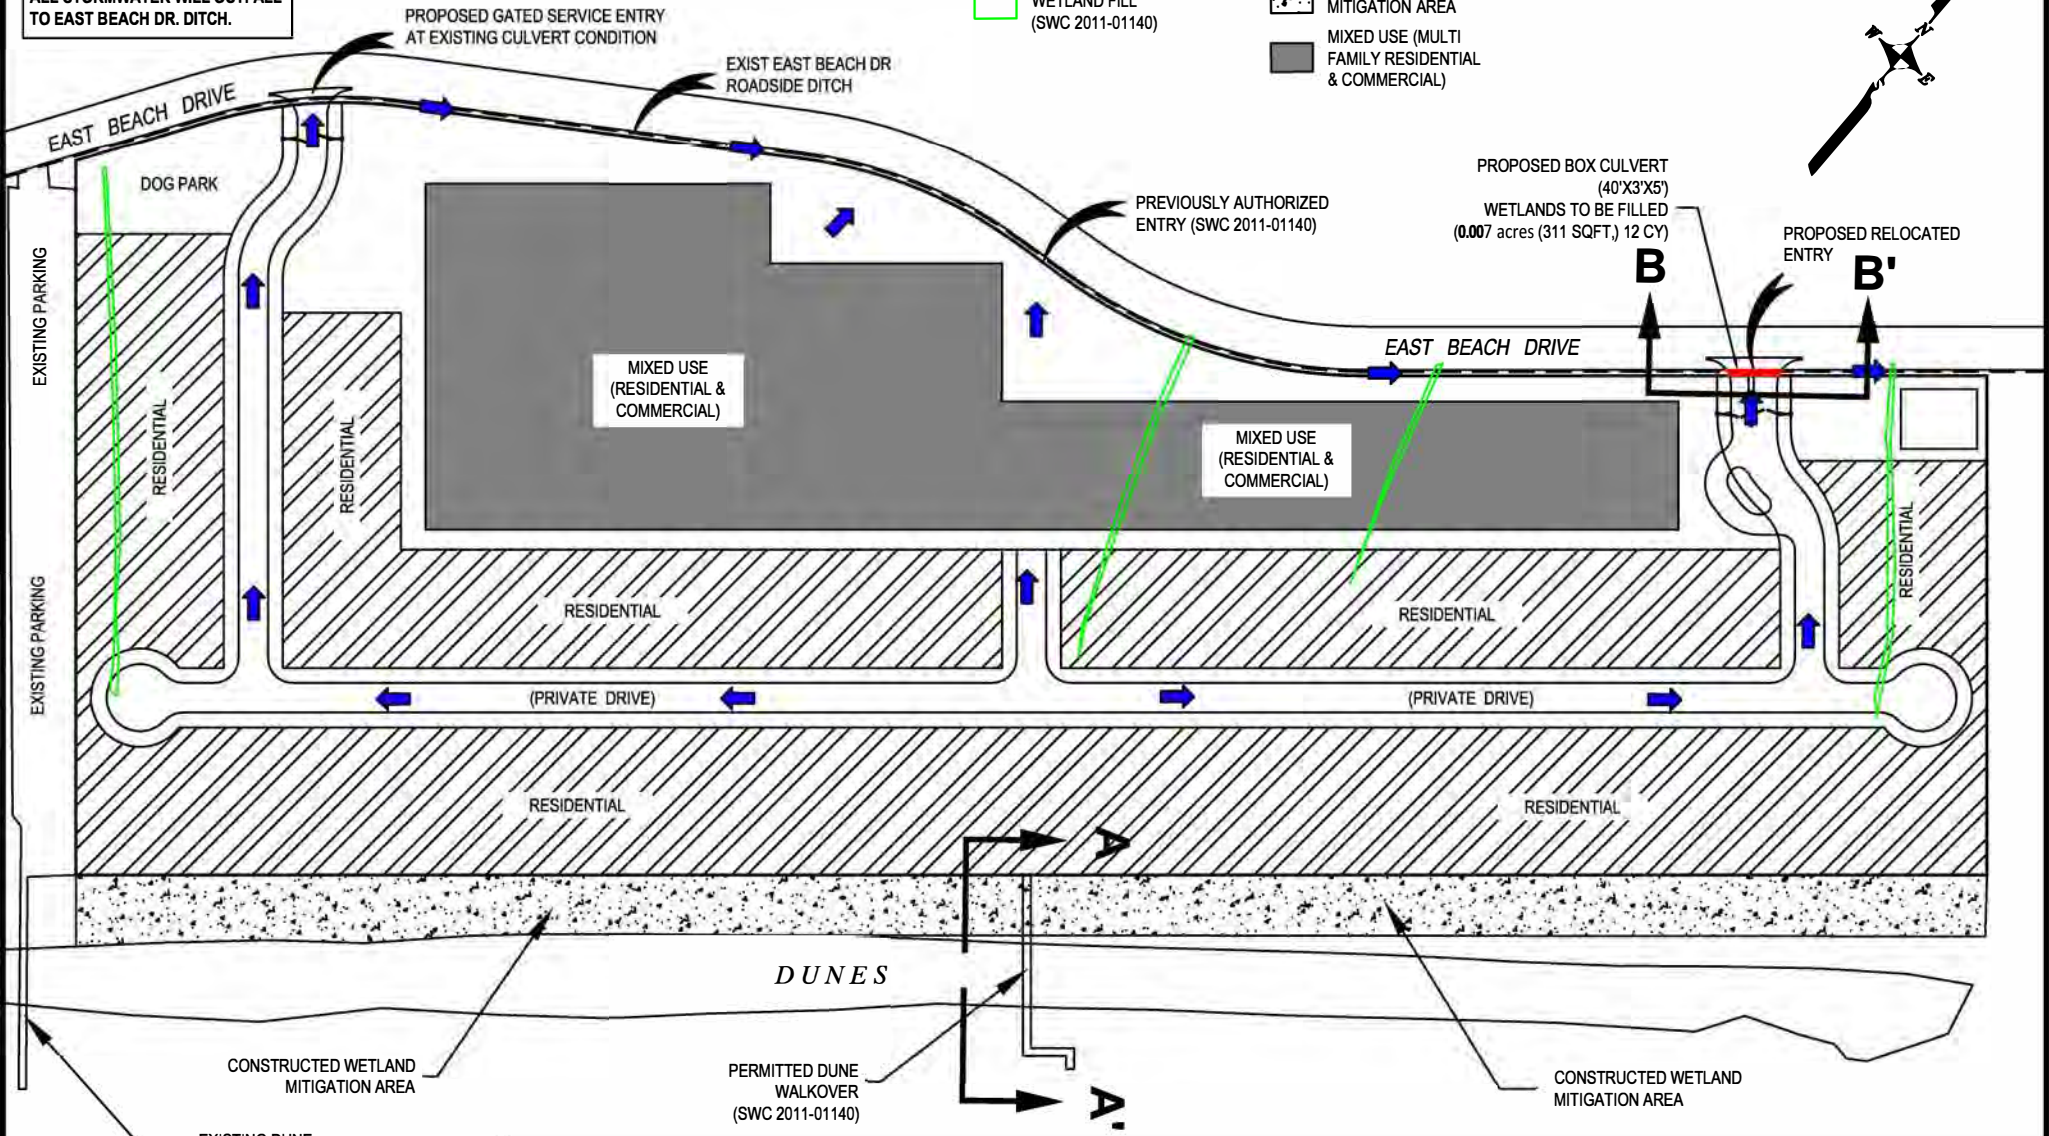 ALL STORMWATER WILL OUTFALL
TO EAST BEACH DR. DITCH.
PROPOSED GATED SERVICE ENTRY
AT EXISTING CULVERT CONDITION
EXIST EAST BEACH DR
ROADSIDE DITCH
WETLAND FILL
(SWC 2011-01140)
MITIGATION AREA
MIXED USE (MULTI
FAMILY RESIDENTIAL
& COMMERCIAL)
N
W
E
EAST BEACH DRIVE
DOG PARK
PREVIOUSLY AUTHORIZED
ENTRY (SWC 2011-01140)
PROPOSED BOX CULVERT
(40'X3'X5')
WETLANDS TO BE FILLED
(0.007 acres (311 SQFT,) 12 CY)
PROPOSED RELOCATED
ENTRY
B
B'
EXISTING PARKING
EXISTING PARKING
RESIDENTIAL
RESIDENTIAL
MIXED USE
(RESIDENTIAL &
COMMERCIAL)
EAST BEACH DRIVE
MIXED USE
(RESIDENTIAL &
COMMERCIAL)
RESIDENTIAL
RESIDENTIAL
RESIDENTIAL
(PRIVATE DRIVE)
(PRIVATE DRIVE)
RESIDENTIAL
RESIDENTIAL
A
DUNES
CONSTRUCTED WETLAND
MITIGATION AREA
PERMITTED DUNE
WALKOVER
(SWC 2011-01140)
A'
CONSTRUCTED WETLAND
MITIGATION AREA
EXISTING DUNE